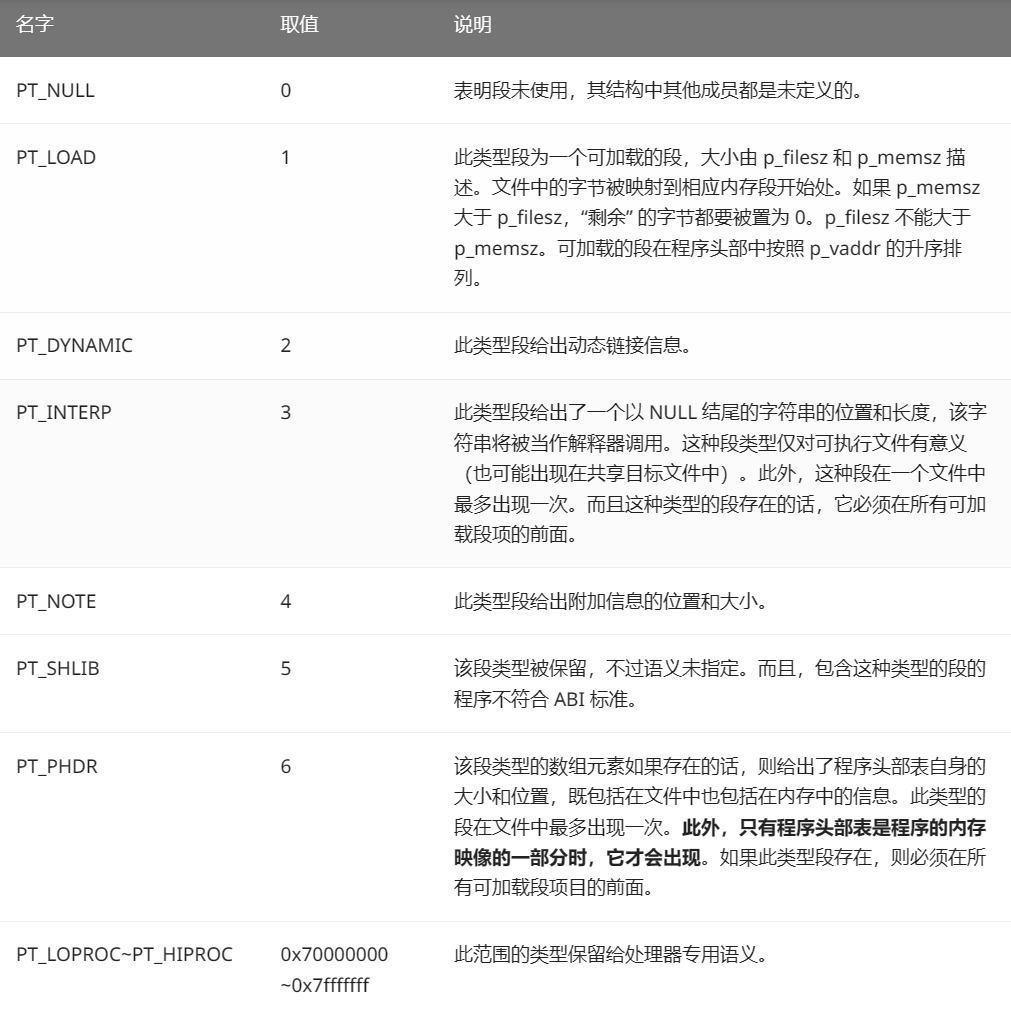 名字 取值 说明
PT_NULL 0 表明段未使用，其结构中其他成员都是未定义的。
PT_LOAD 1 此类型段为一个可加载的段，大小由 p_filesz 和 p_memsz 描
述。文件中的字节被映射到相应内存段开始处。如果 p_memsz
大于 p_filesz，“剩余” 的字节都要被置为 0。p_filesz 不能大于
p_memsz。可加载的段在程序头部中按照 p_vaddr 的升序排
列。
PT_DYNAMIC 2 此类型段给出动态链接信息。
PT_INTERP 3 此类型段给出了一个以 NULL 结尾的字符串的位置和长度，该字
符串将被当作解释器调用。这种段类型仅对可执行文件有意义
（也可能出现在共享目标文件中）。此外，这种段在一个文件中
最多出现一次。而且这种类型的段存在的话，它必须在所有可加
载段项的前面。
PT_NOTE 4 此类型段给出附加信息的位置和大小。
PT_SHLIB 5 该段类型被保留，不过语义未指定。而且，包含这种类型的段的
程序不符合 ABI 标准。
PT_PHDR 6 该段类型的数组元素如果存在的话，则给出了程序头部表自身的
大小和位置，既包括在文件中也包括在内存中的信息。此类型的
段在文件中最多出现一次。此外，只有程序头部表是程序的内存
映像的一部分时，它才会出现。如果此类型段存在，则必须在所
有可加载段项目的前面。
PT_LOPROC~PT_HIPROC 0x70000000 此范围的类型保留给处理器专用语义。
~0x7fffffff